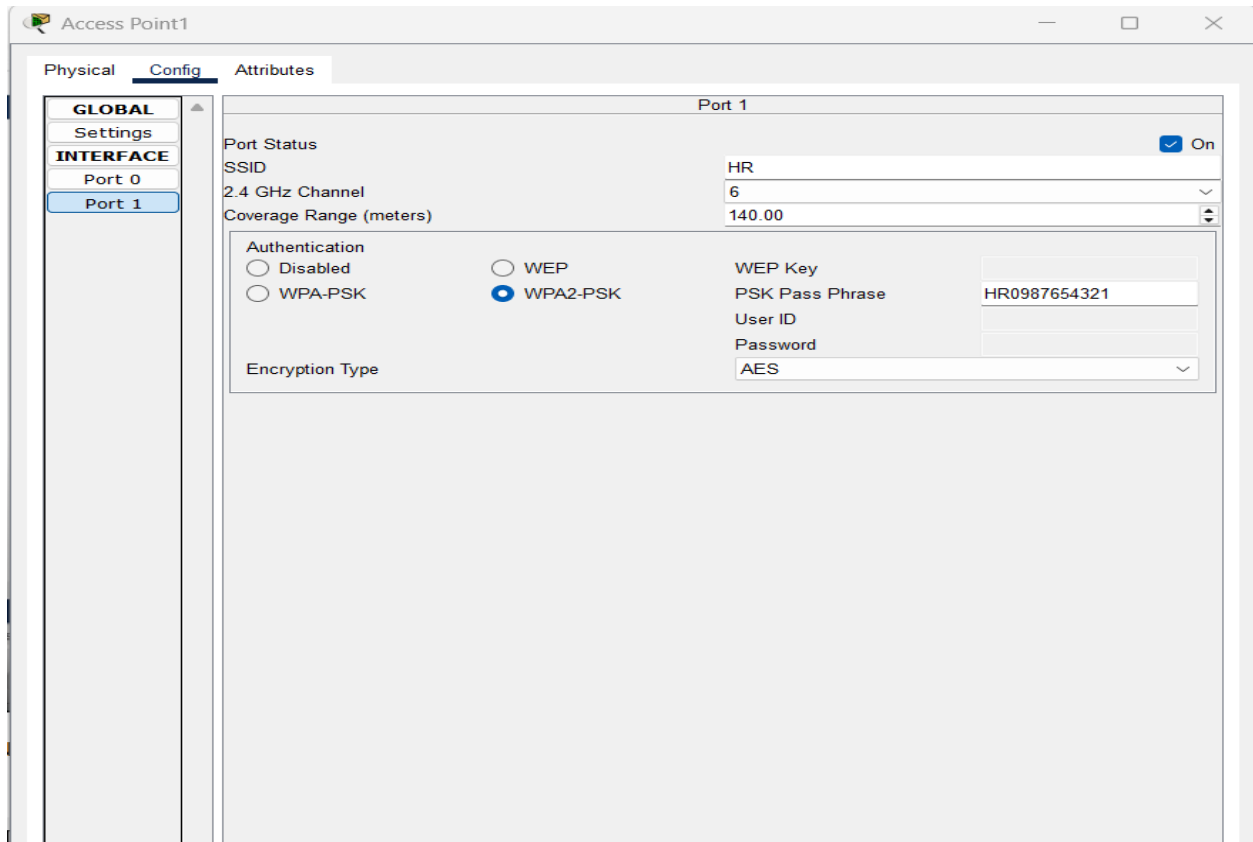 Access Point1
Physical Config Attributes
GLOBAL
Settings
INTERFACE
Port 0
Port 1
Port 1
Port Status On
SSID HR
2.4 GHz Channel 6
Coverage Range (meters) 140.00
Authentication
Disabled WEP WEP Key
WPA-PSK WPA2-PSK PSK Pass Phrase HR0987654321
User ID
Password
Encryption Type AES